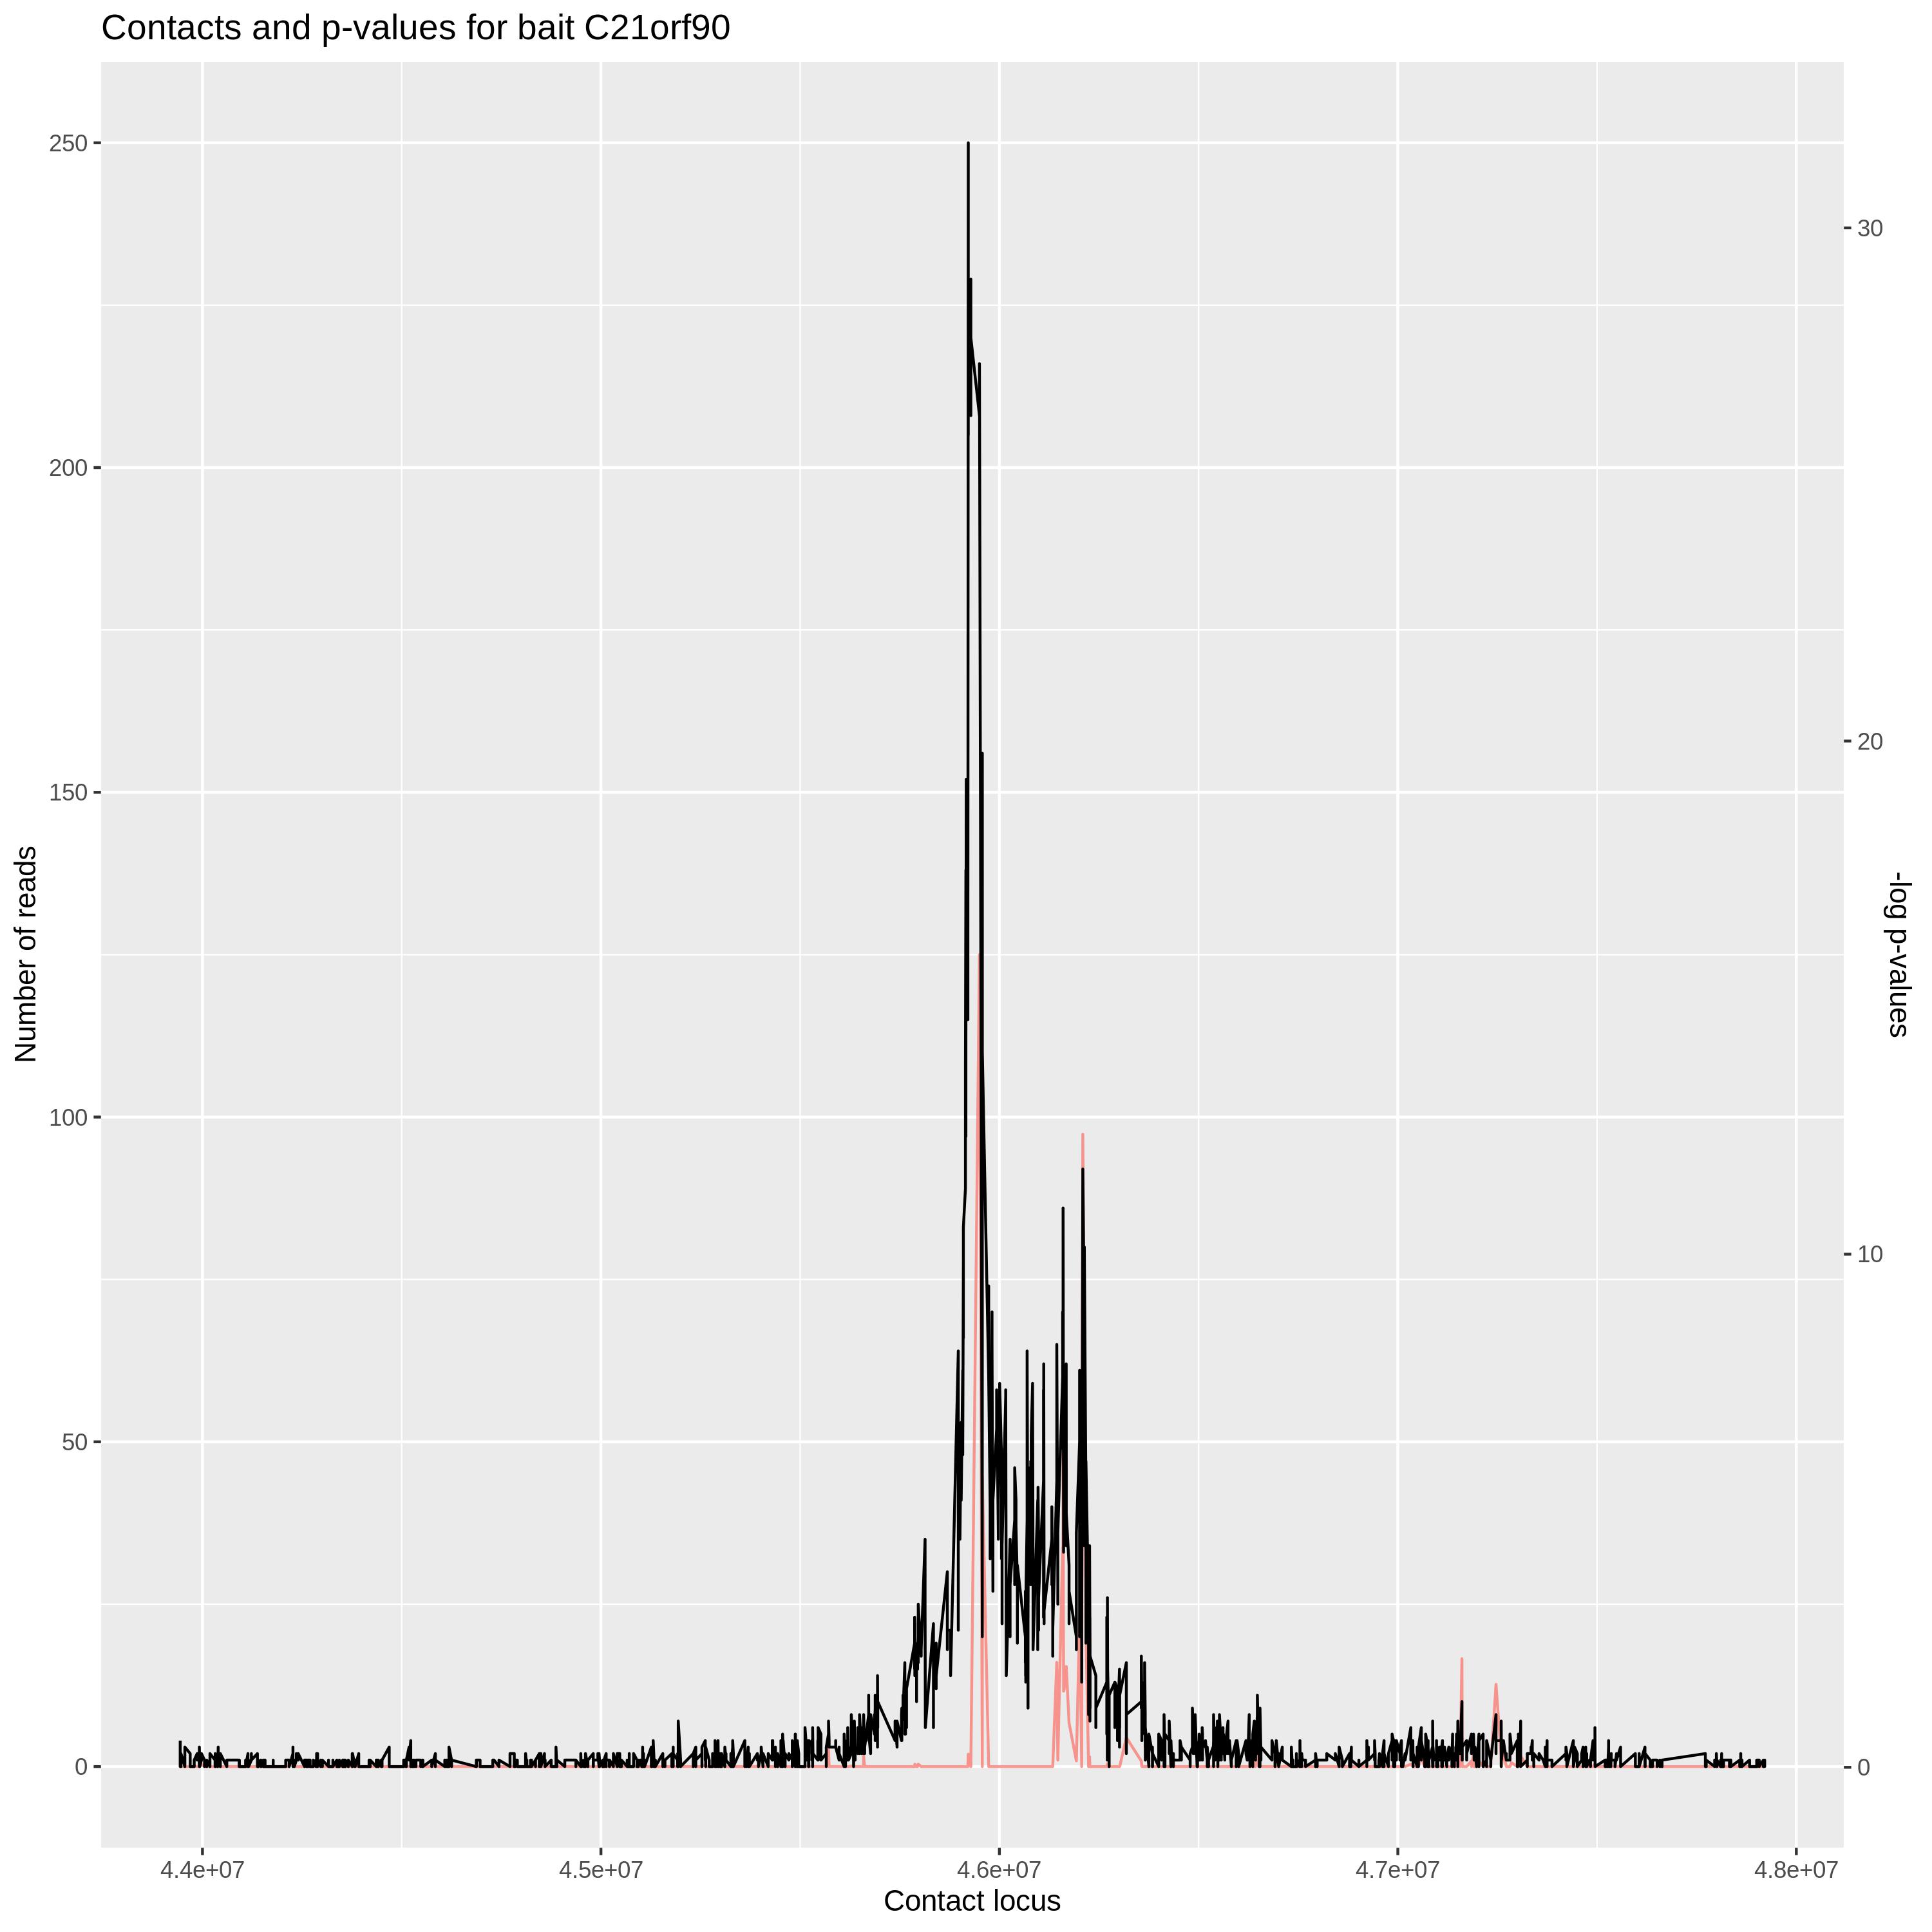 Contacts and p-values for bait C21orf90
250
200
150
100
50
0
Number of reads
30
20
10
0
-log p-values
4.4e+07
4.5e+07
4.6e+07
4.7e+07
4.8e+07
Contact locus